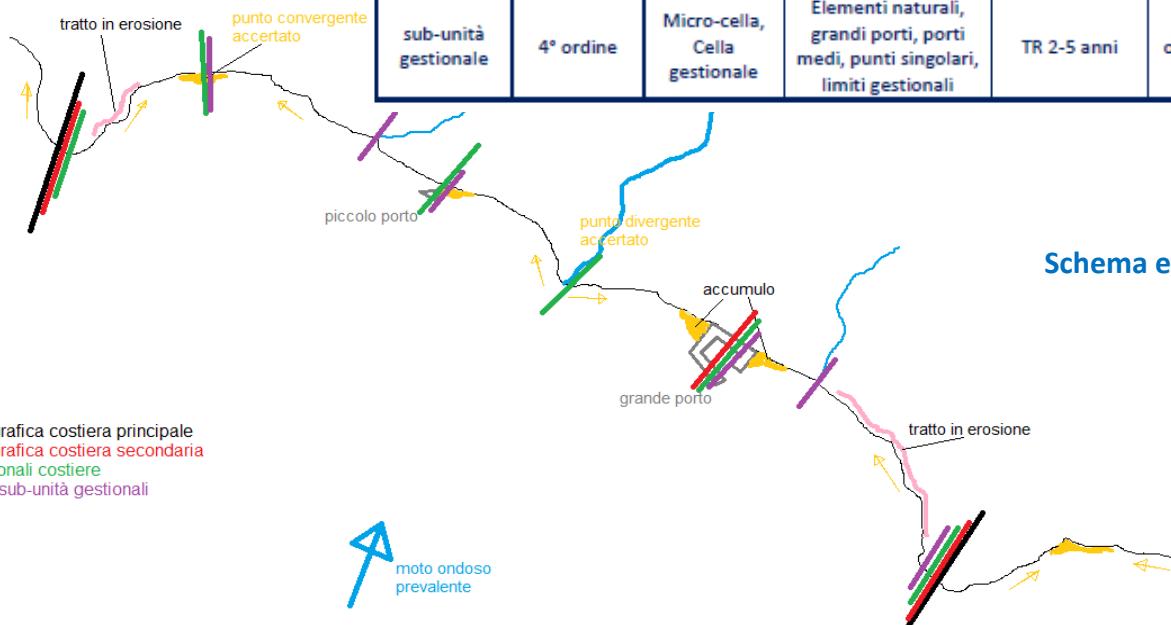 tratto in erosione
punto convergente
accertato
sub-unità
gestionale
4° ordine
Micro-cella,
Cella
gestionale
Elementi naturali,
grandi porti, porti
medi, punti singolari,
limiti gestionali
TR 2-5 anni
piccolo porto
punto divergente
accertato
Schema e
accumulo
grande porto
tratto in erosione
rafica costiera principale
rafica costiera secondaria
onali costiere
sub-unità gestionali
moto ondoso
prevalente